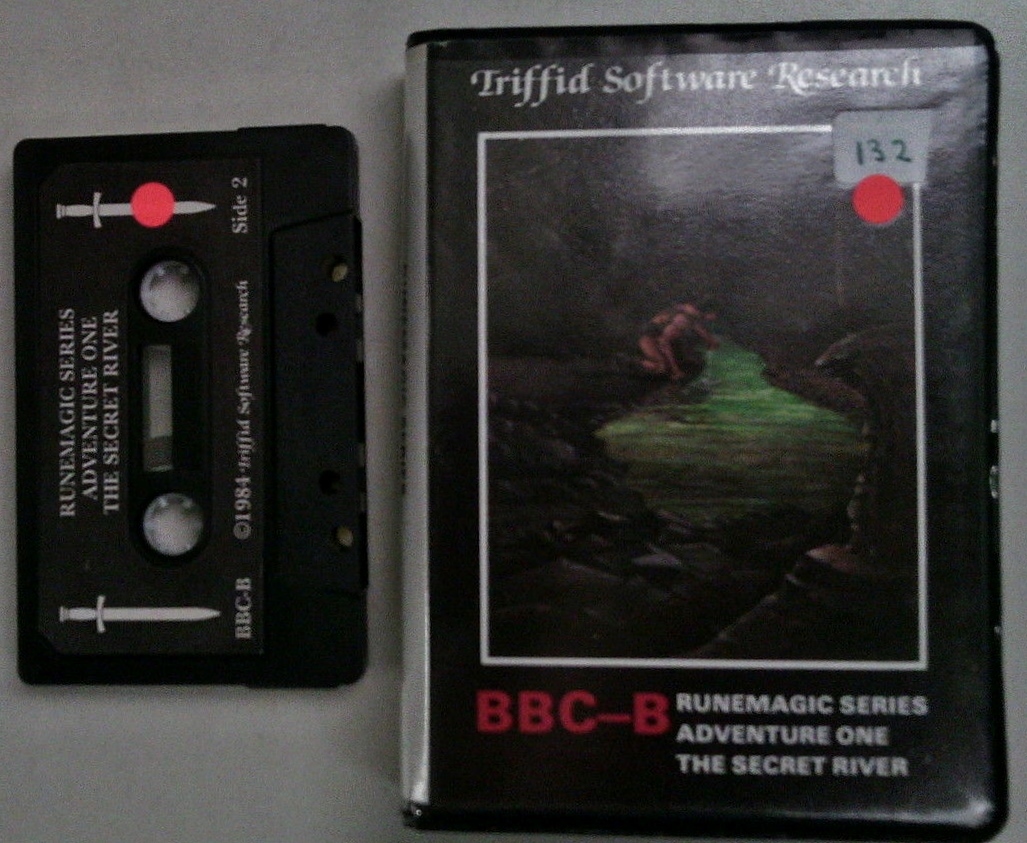 RUNEMAGIC SERIES
ADVENTURE ONE
THE SECRET RIVER
BBC-B
©1984 Triffid Software Research
Side 2
Triffid Software Research
132
BBC–B
RUNEMAGIC SERIES
ADVENTURE ONE
THE SECRET RIVER